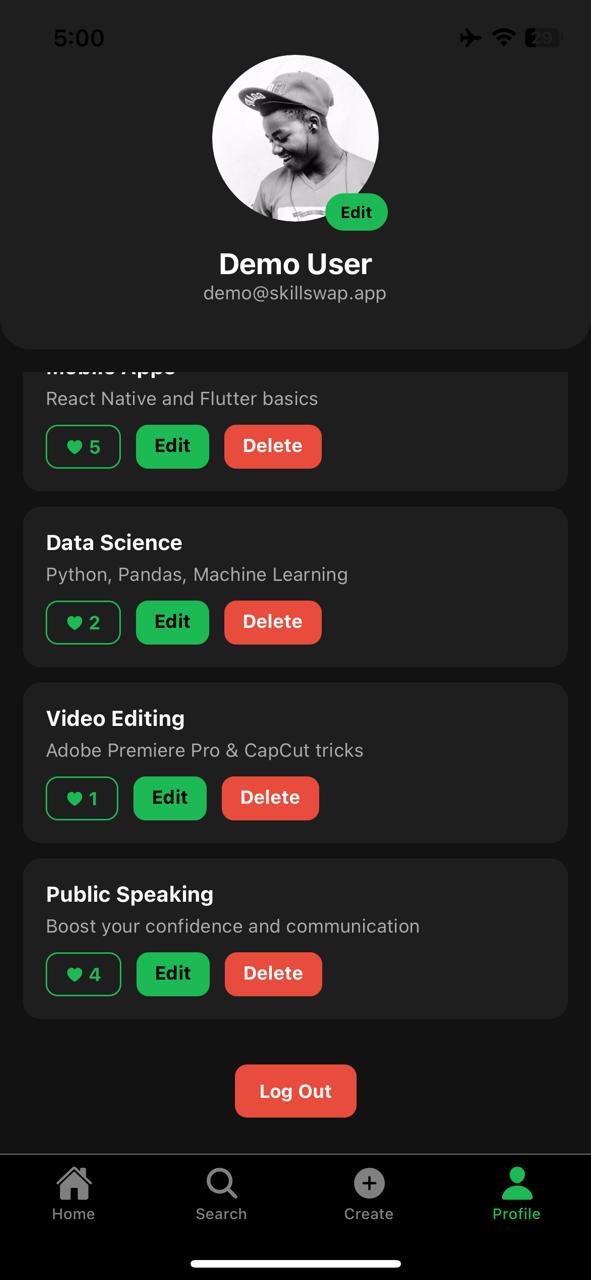 5:00
29
Edit
Demo User
demo@skillswap.app
Mobile Apps
React Native and Flutter basics
5
Edit
Delete
Data Science
Python, Pandas, Machine Learning
2
Edit
Delete
Video Editing
Adobe Premiere Pro & CapCut tricks
1
Edit
Delete
Public Speaking
Boost your confidence and communication
4
Edit
Delete
Log Out
Home
Search
Create
Profile